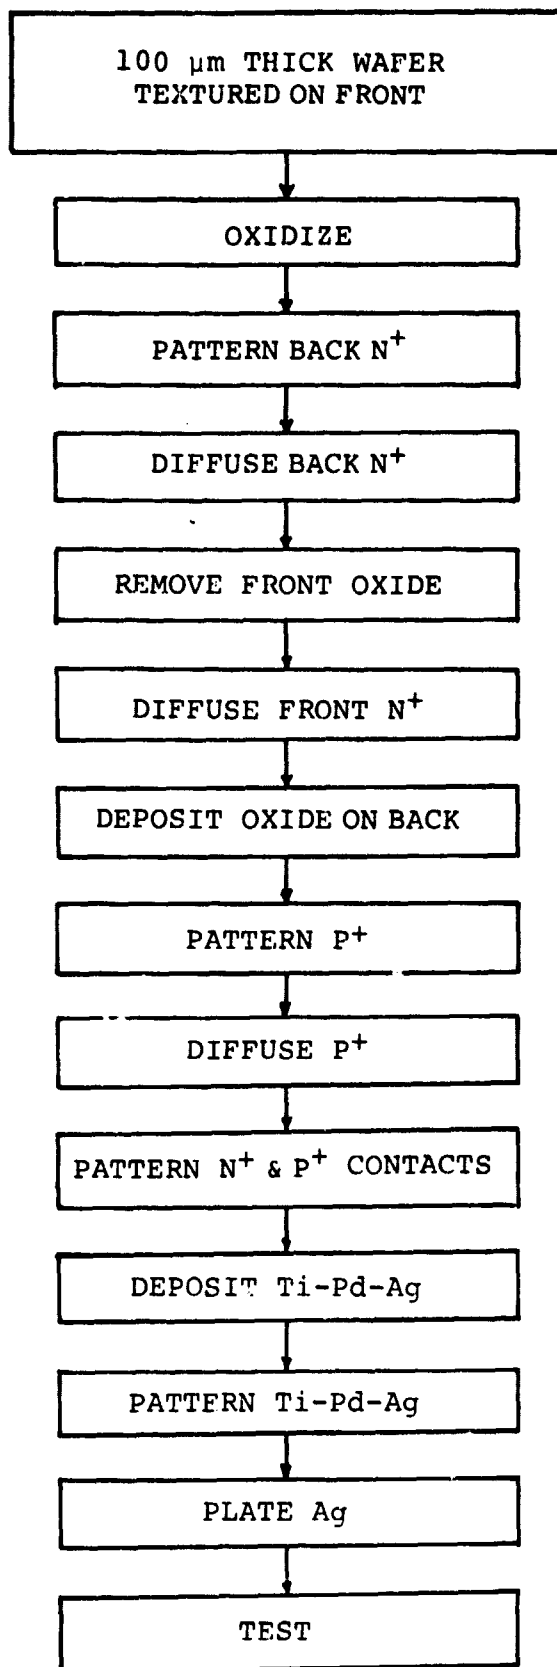 100 µm THICK WAFER
TEXTURED ON FRONT
OXIDIZE
PATTERN BACK N⁺
DIFFUSE BACK N⁺
REMOVE FRONT OXIDE
DIFFUSE FRONT N⁺
DEPOSIT OXIDE ON BACK
PATTERN P⁺
DIFFUSE P⁺
PATTERN N⁺ & P⁺ CONTACTS
DEPOSIT Ti-Pd-Ag
PATTERN Ti-Pd-Ag
PLATE Ag
TEST